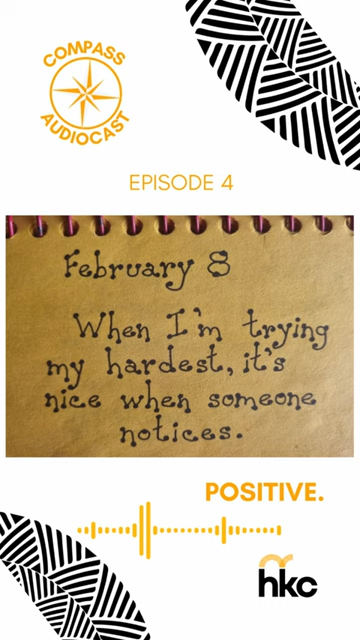 COMPASS
AUDIOCAST
EPISODE 4
February 8
When I'm trying
my hardest, it's
nice when someone
notices.
POSITIVE.
hkc